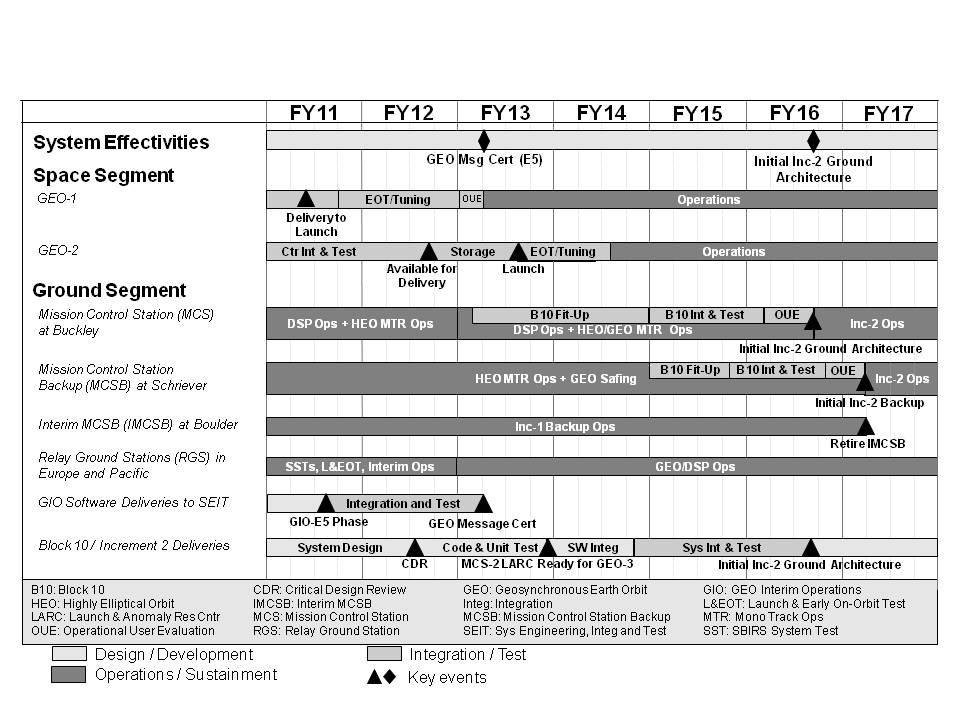 FY11 FY12 FY13 FY14 FY15 FY16 FY17
System Effectivities
GEO Msg Cert (E5)
Initial Inc-2 Ground
Architecture
Space Segment
GEO-1
EOT/Tuning OUE Operations
Delivery to
Launch
GEO-2
Ctr Int & Test Storage EOT/Tuning Operations
Available for
Delivery
Launch
Ground Segment
Mission Control Station (MCS)
at Buckley
DSP Ops + HEO MTR Ops
B10 Fit-Up B10 Int & Test OUE
DSP Ops + HEO/GEO MTR Ops
Inc-2 Ops
Initial Inc-2 Ground Architecture
Mission Control Station
Backup (MCSB) at Schriever
HEO MTR Ops + GEO Safing
B10 Fit-Up B10 Int & Test OUE
Inc-2 Ops
Initial Inc-2 Backup
Interim MCSB (IMCSB) at Boulder
Inc-1 Backup Ops
Retire IMCSB
Relay Ground Stations (RGS) in
Europe and Pacific
SSTs, L&EOT, Interim Ops GEO/DSP Ops
GIO Software Deliveries to SEIT
Integration and Test
GIO-E5 Phase GEO Message Cert
Block 10 / Increment 2 Deliveries
System Design Code & Unit Test SW Integ Sys Int & Test
CDR MCS-2 LARC Ready for GEO-3 Initial Inc-2 Ground Architecture
B10: Block 10 CDR: Critical Design Review GEO: Geosynchronous Earth Orbit GIO: GEO Interim Operations
HEO: Highly Elliptical Orbit IMCSB: Interim MCSB Integ: Integration L&EOT: Launch & Early On-Orbit Test
LARC: Launch & Anomaly Res Cntr MCS: Mission Control Station MCSB: Mission Control Station Backup MTR: Mono Track Ops
OUE: Operational User Evaluation RGS: Relay Ground Station SEIT: Sys Engineering, Integ and Test SST: SBIRS System Test
Design / Development Integration / Test
Operations / Sustainment Key events